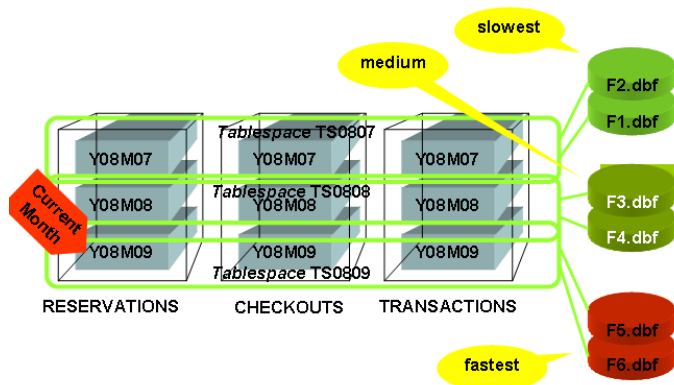 slowest
medium
F2.dbf
F1.dbf
Tablespace TS0807
Y08M07 Y08M07 Y08M07
Tablespace TS0808
Current
Month
Y08M08 Y08M08 Y08M08
F3.dbf
F4.dbf
Y08M09 Y08M09 Y08M09
Tablespace TS0809
RESERVATIONS CHECKOUTS TRANSACTIONS
F5.dbf
F6.dbf
fastest